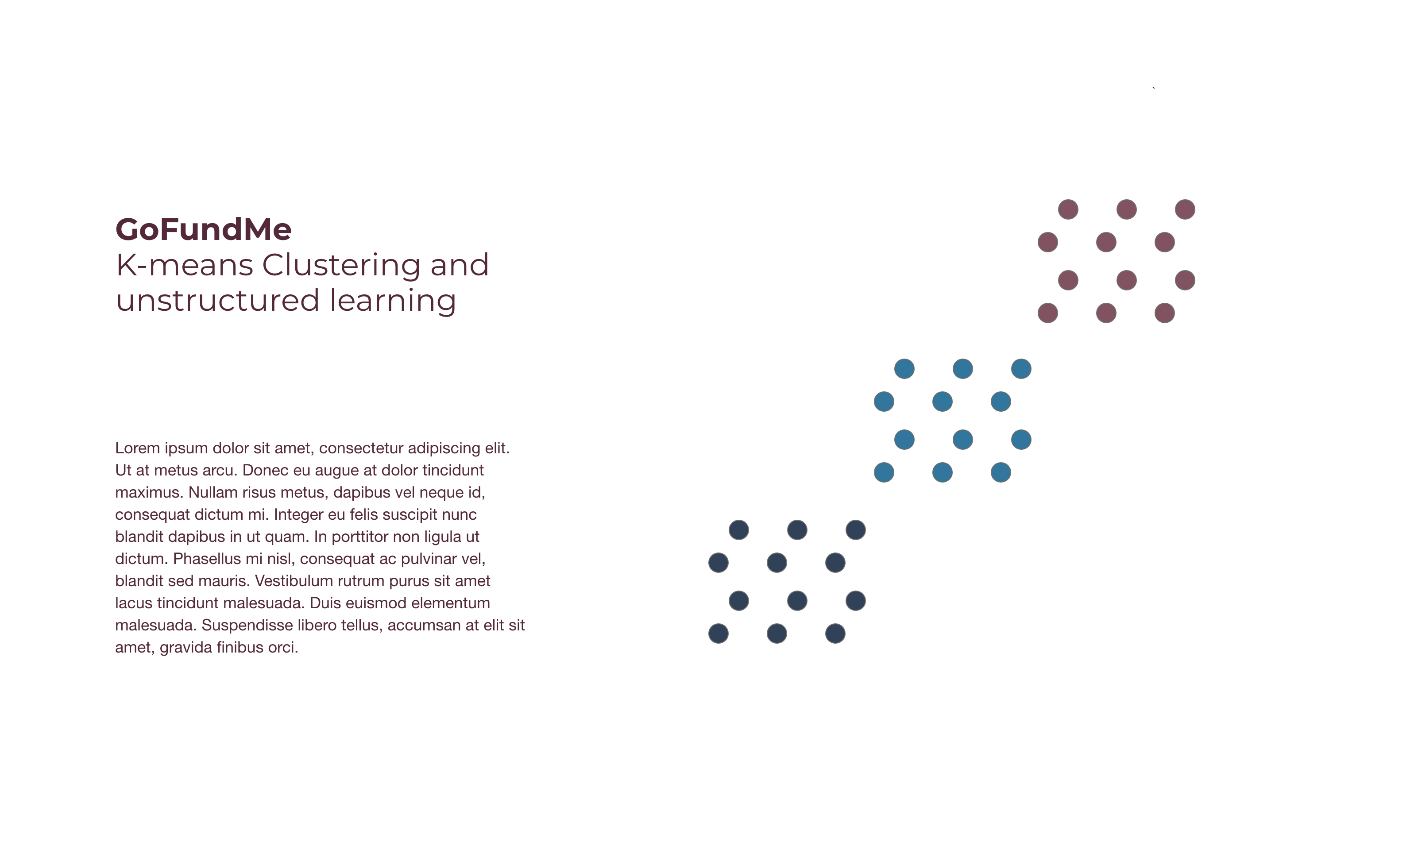 GoFundMe
K-means Clustering and
unstructured learning
Lorem ipsum dolor sit amet, consectetur adipiscing elit.
Ut at metus arcu. Donec eu augue at dolor tincidunt
maximus. Nullam risus metus, dapibus vel neque id,
consequat dictum mi. Integer eu felis suscipit nunc
blandit dapibus in ut quam. In porttitor non ligula ut
dictum. Phasellus mi nisl, consequat ac pulvinar vel,
blandit sed mauris. Vestibulum rutrum purus sit amet
lacus tincidunt malesuada. Duis euismod elementum
malesuada. Suspendisse libero tellus, accumsan at elit sit
amet, gravida finibus orci.